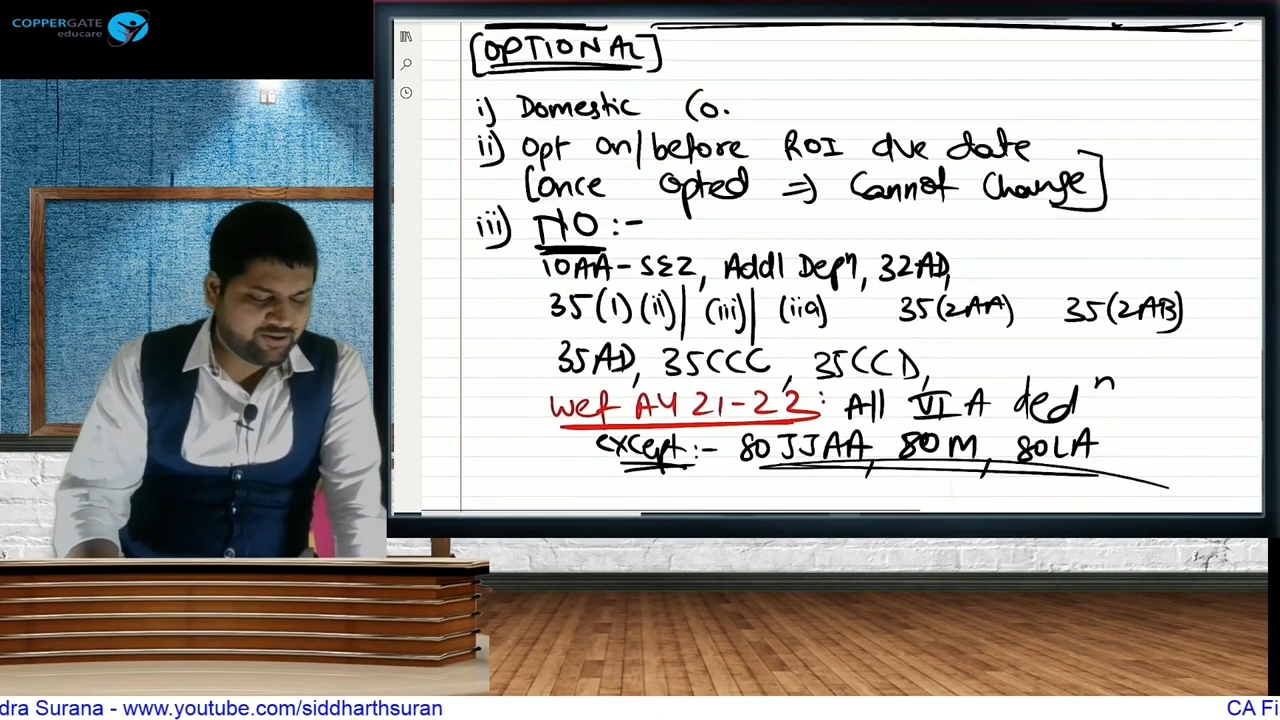 COPPERGATE
educare
[OPTIONAL]
i) Domestic Co.
ii) Opt on/before ROI due date
[once opted => Cannot Change]
iii) NO :-
10AA - SEZ, Addl Depn, 32AD,
35(1)(ii)| (iii)| (iia) 35(2AA) 35(2AB)
35AD, 35CCC, 35CCD,
wef AY 21-22: All VI A dedn
except:- 80JJAA, 80M, 80LA
dra Surana - www.youtube.com/siddharthsuran
CA Fi